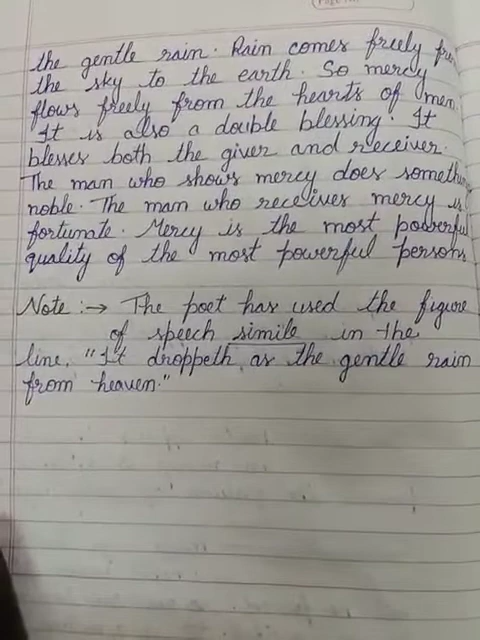 the gentle rain. Rain comes freely
the sky to the earth. So mercy
flows freely from the hearts of men.
It is also a double blessing. It
blesses both the giver and receiver.
The man who shows mercy does
noble. The man who receives mercy is
fortunate. Mercy is the most powerful
quality of the most powerful persons
Note :→ The poet has used the figure
of speech simile in the
line, "It droppeth as the gentle rain
from heaven."